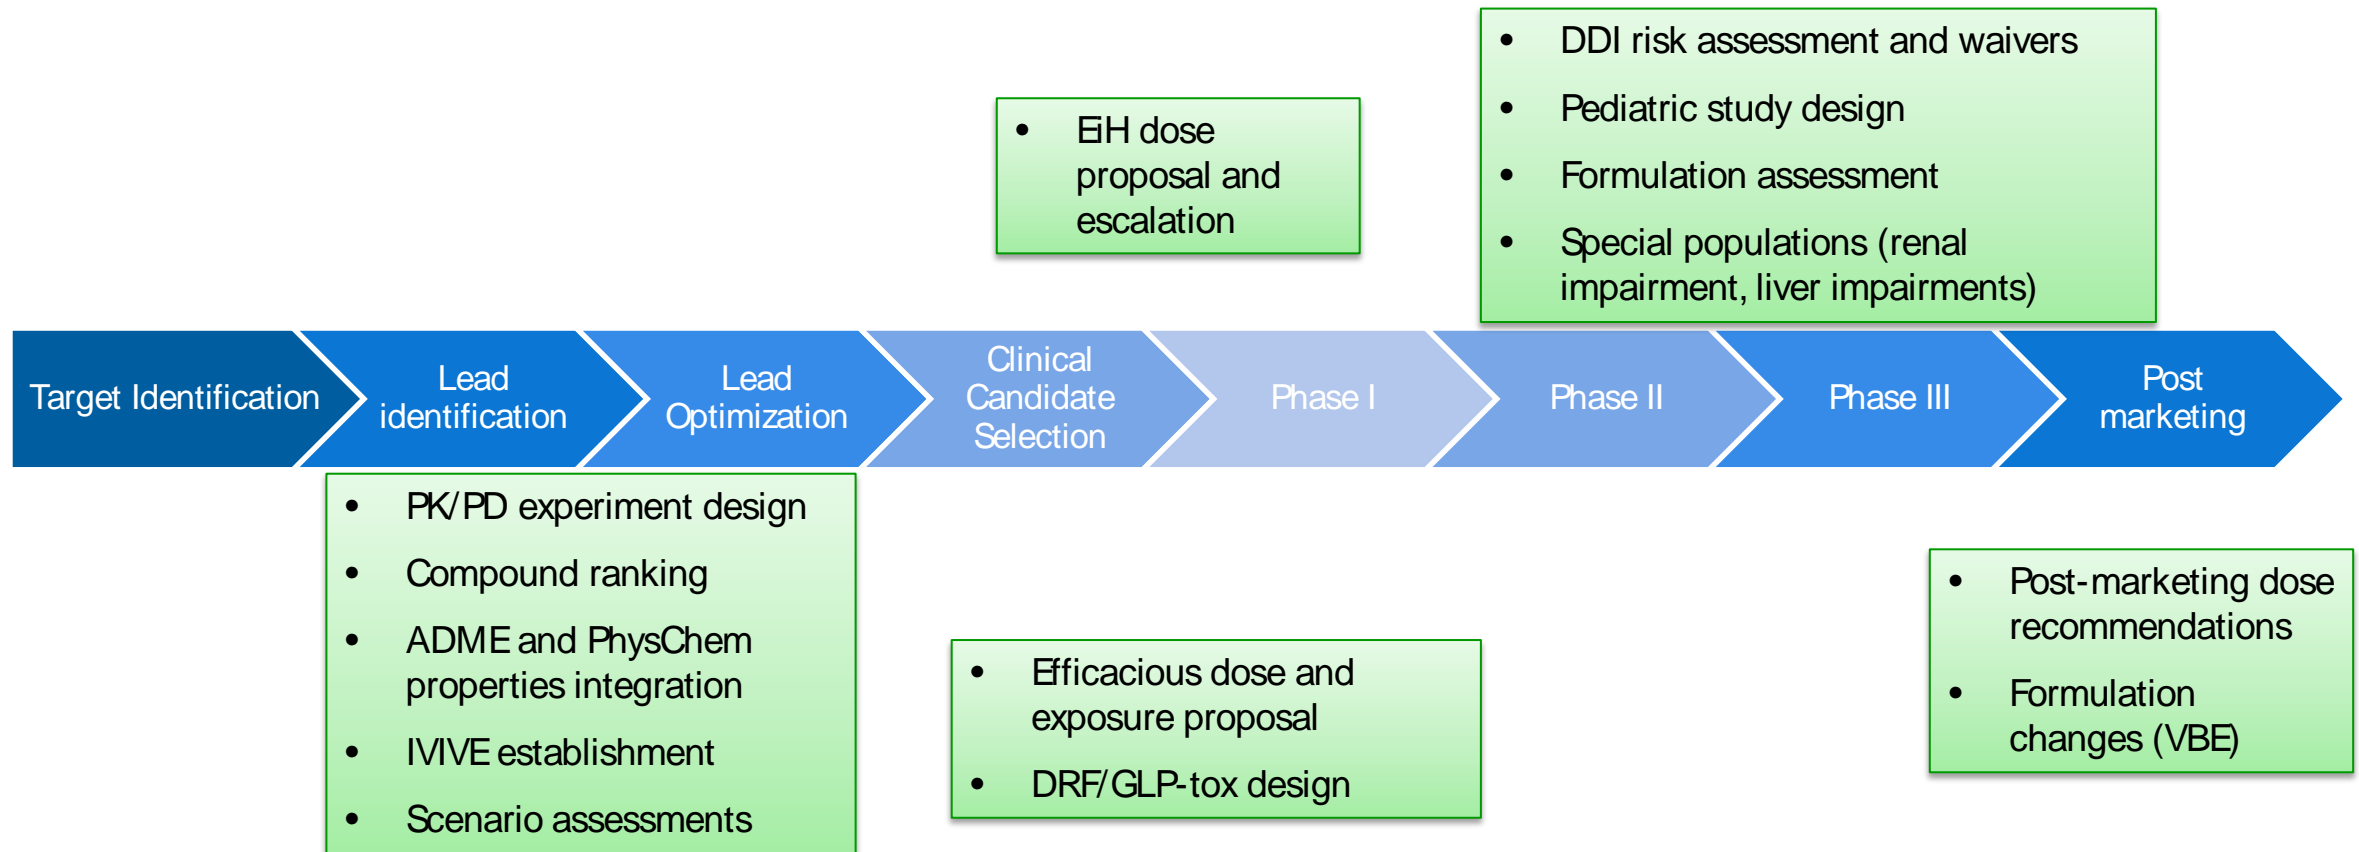 • DDI risk assessment and waivers
• Pediatric study design
• Formulation assessment
• Special populations (renal
impairment, liver impairments)
• EiH dose
proposal and
escalation
Target Identification
Lead
identification
Lead
Optimization
Clinical
Candidate
Selection
Phase I
Phase II
Phase III
Post
marketing
• PK/PD experiment design
• Compound ranking
• ADME and PhysChem
properties integration
• IVIVE establishment
• Scenario assessments
• Efficacious dose and
exposure proposal
• DRF/GLP-tox design
• Post-marketing dose
recommendations
• Formulation
changes (VBE)